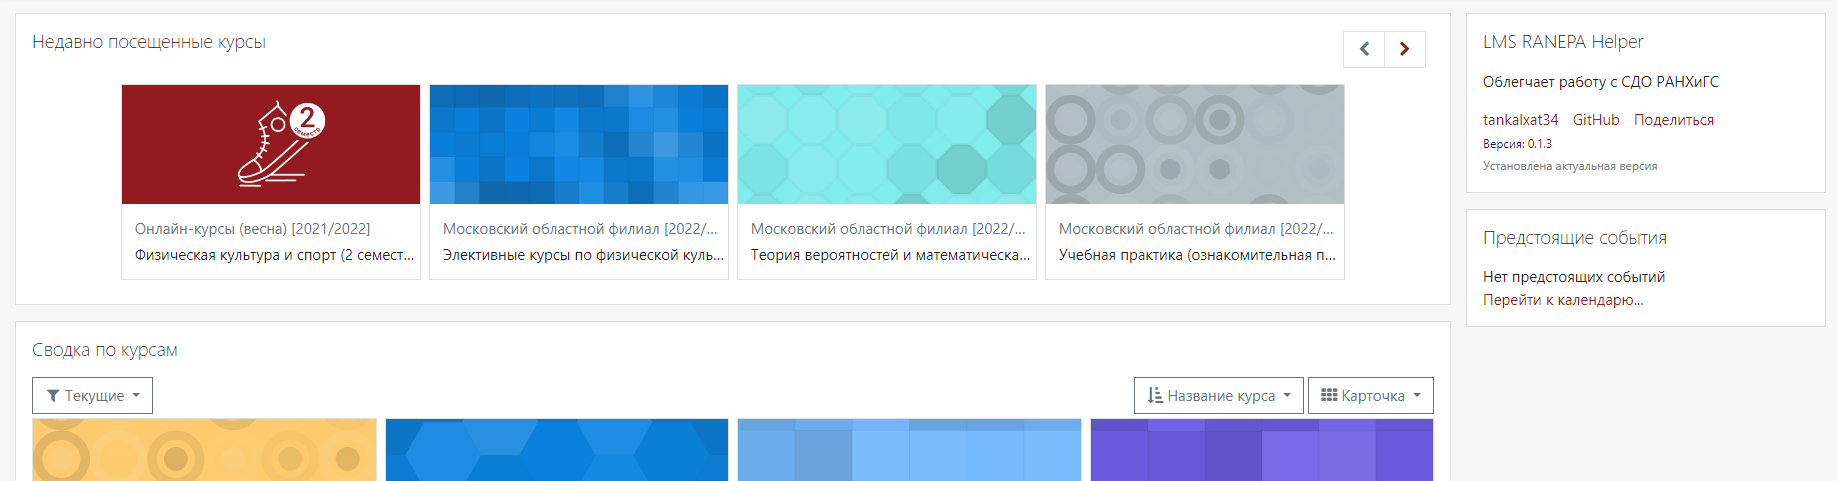 Недавно посещенные курсы
2
семестр
Онлайн-курсы (весна) [2021/2022]
Физическая культура и спорт (2 семест...
Московский областной филиал [2022/...
Элективные курсы по физической куль...
Московский областной филиал [2022/...
Теория вероятностей и математическа...
Московский областной филиал [2022/...
Учебная практика (ознакомительная п...
Сводка по курсам
Текущие
Название курса
Карточка
LMS RANEPA Helper
Облегчает работу с СДО РАНХиГС
tankalxat34 GitHub Поделиться
Версия: 0.1.3
Установлена актуальная версия
Предстоящие события
Нет предстоящих событий
Перейти к календарю...